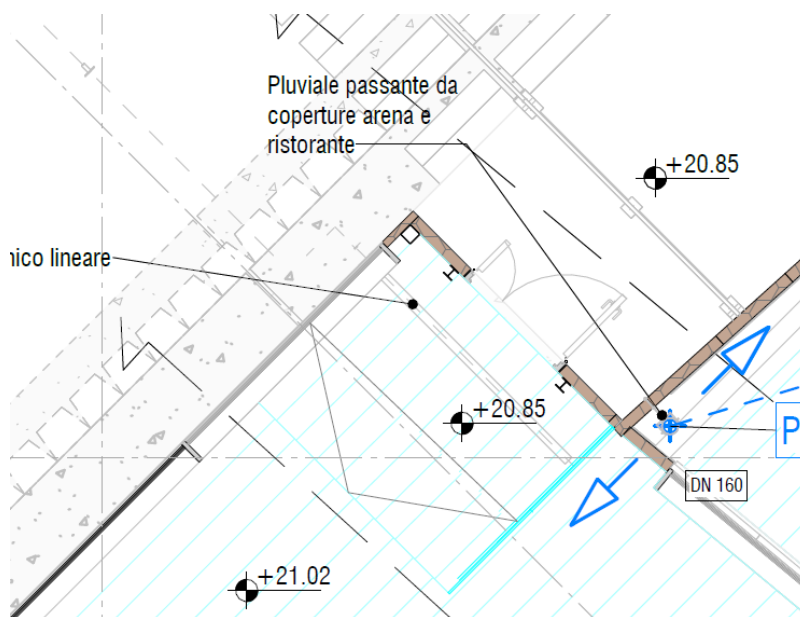 Pluviale passante da
coperture arena e
ristorante
+20.85
nico lineare
+20.85
P
DN 160
+21.02